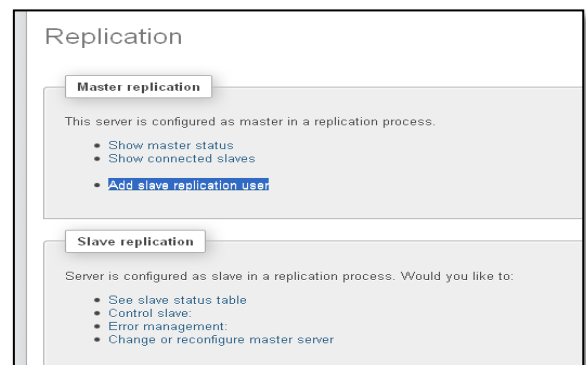 Replication
Master replication
This server is configured as master in a replication process.
Show master status
Show connected slaves
Add slave replication user
Slave replication
Server is configured as slave in a replication process. Would you like to:
See slave status table
Control slave:
Error management:
Change or reconfigure master server